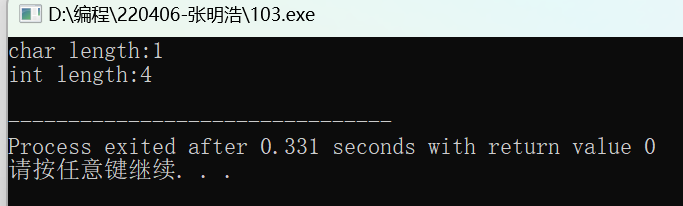 D:\编程\220406-张明浩\103.exe
char length:1
int length:4
--------------------------------
Process exited after 0.331 seconds with return value 0
请按任意键继续. . .